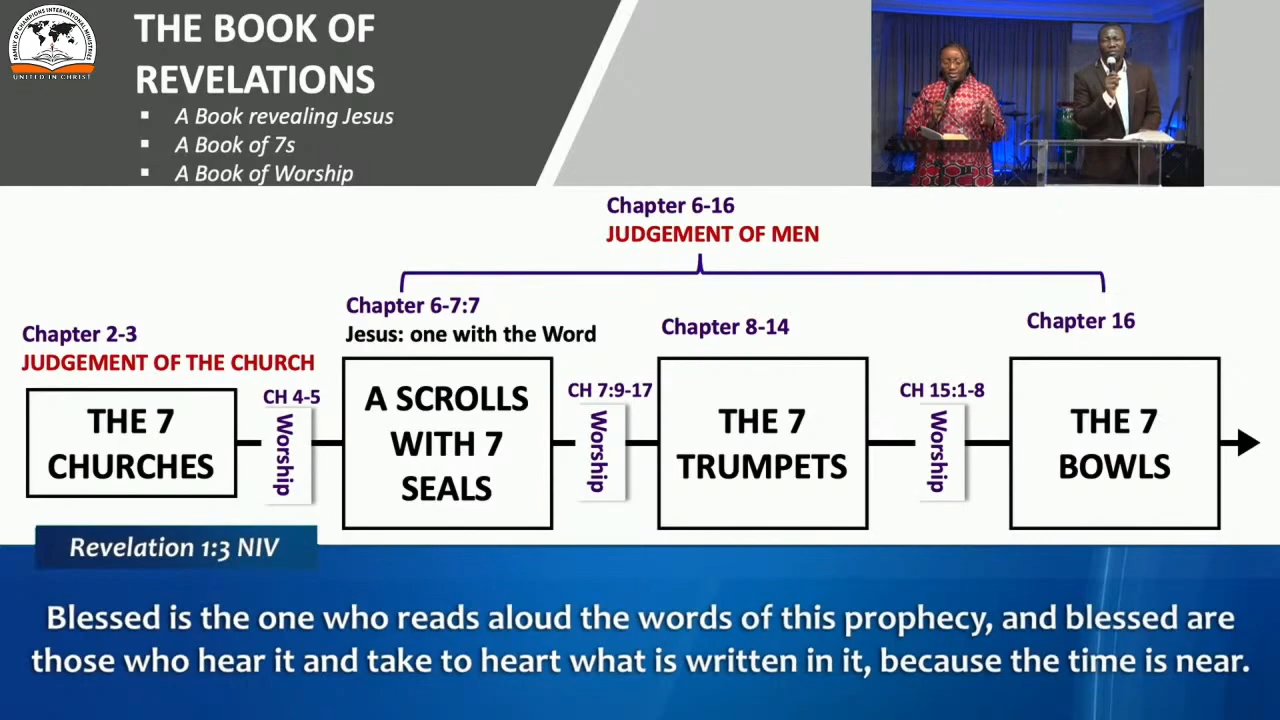 FAMILY OF CHAMPIONS INTERNATIONAL MINISTRIES
UNITED IN CHRIST
THE BOOK OF
REVELATIONS
▪ A Book revealing Jesus
▪ A Book of 7s
▪ A Book of Worship
Chapter 6-16
JUDGEMENT OF MEN
Chapter 2-3
JUDGEMENT OF THE CHURCH
THE 7
CHURCHES
CH 4-5
Worship
Chapter 6-7:7
Jesus: one with the Word
A SCROLLS
WITH 7
SEALS
CH 7:9-17
Worship
Chapter 8-14
THE 7
TRUMPETS
CH 15:1-8
Worship
Chapter 16
THE 7
BOWLS
Revelation 1:3 NIV
Blessed is the one who reads aloud the words of this prophecy, and blessed are
those who hear it and take to heart what is written in it, because the time is near.